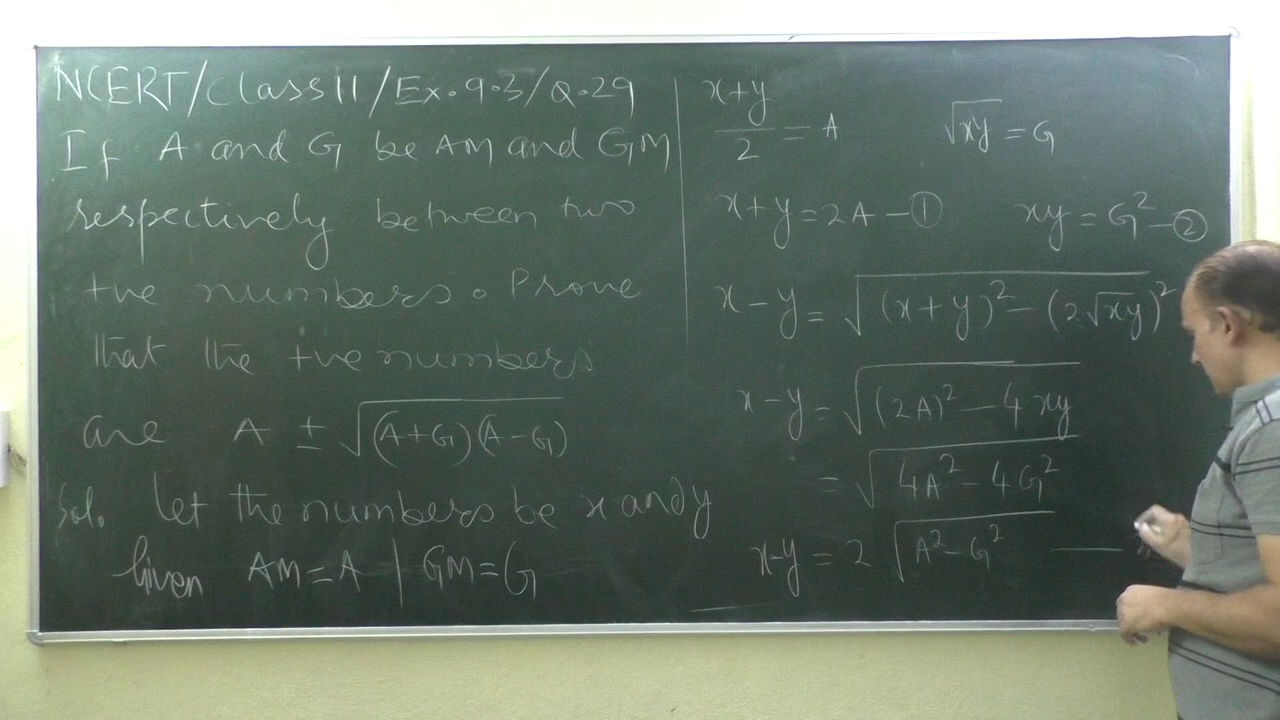 NCERT/Class 11/Ex.9.3/Q.29
If A and G be AM and GM
respectively between two
+ve numbers. Prove
that the +ve numbers
are A ± √(A+G)(A-G)
Sol. Let the numbers be x and y
Given AM=A | GM=G
x+y/2 = A √xy = G
x+y=2A-① xy=G²-②
x-y=√(x+y)²-(2√xy)²
x-y=√(2A)²-4xy
=√4A²-4G²
x-y=2√A²-G²